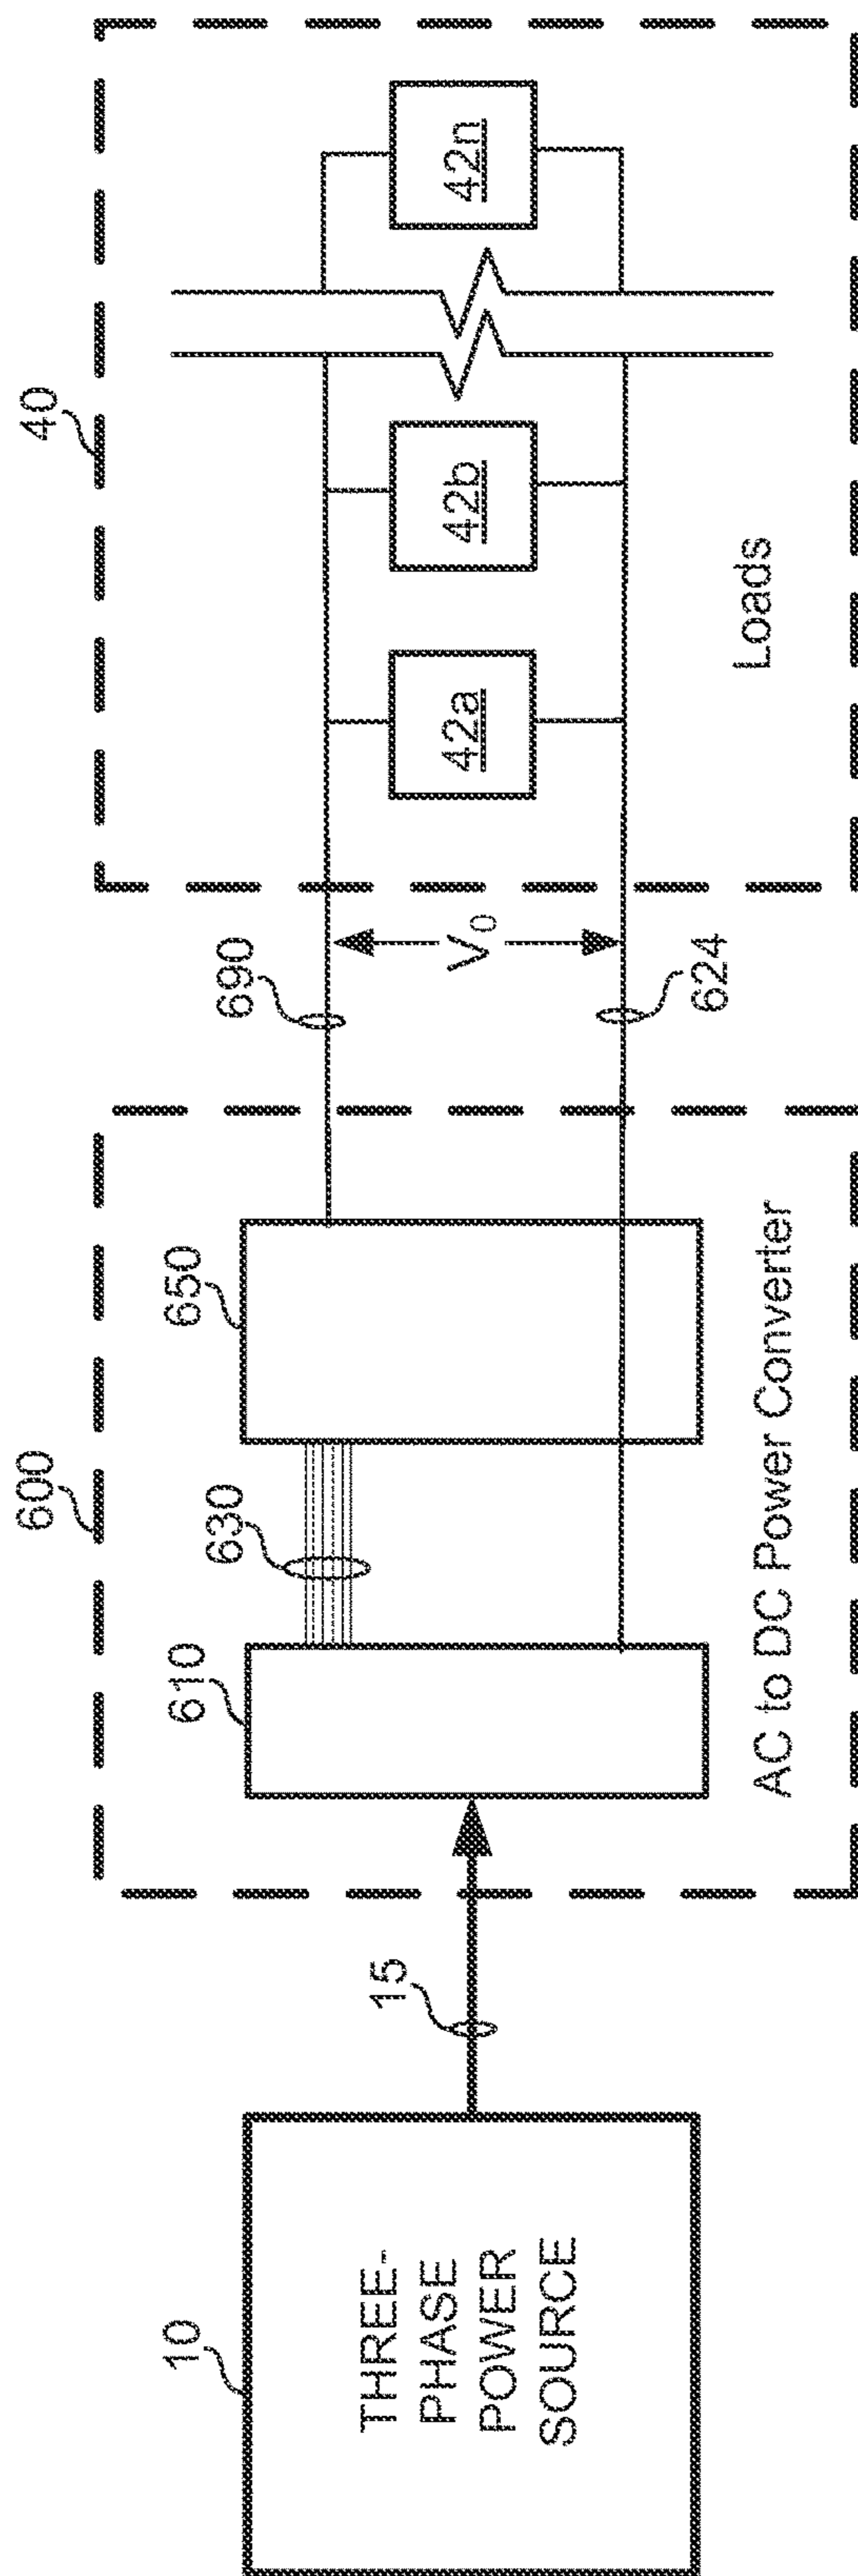 10
THREE-
PHASE
POWER
SOURCE
15
600
610
630
650
AC to DC Power Converter
690
V0
624
40
42a
42b
42n
Loads